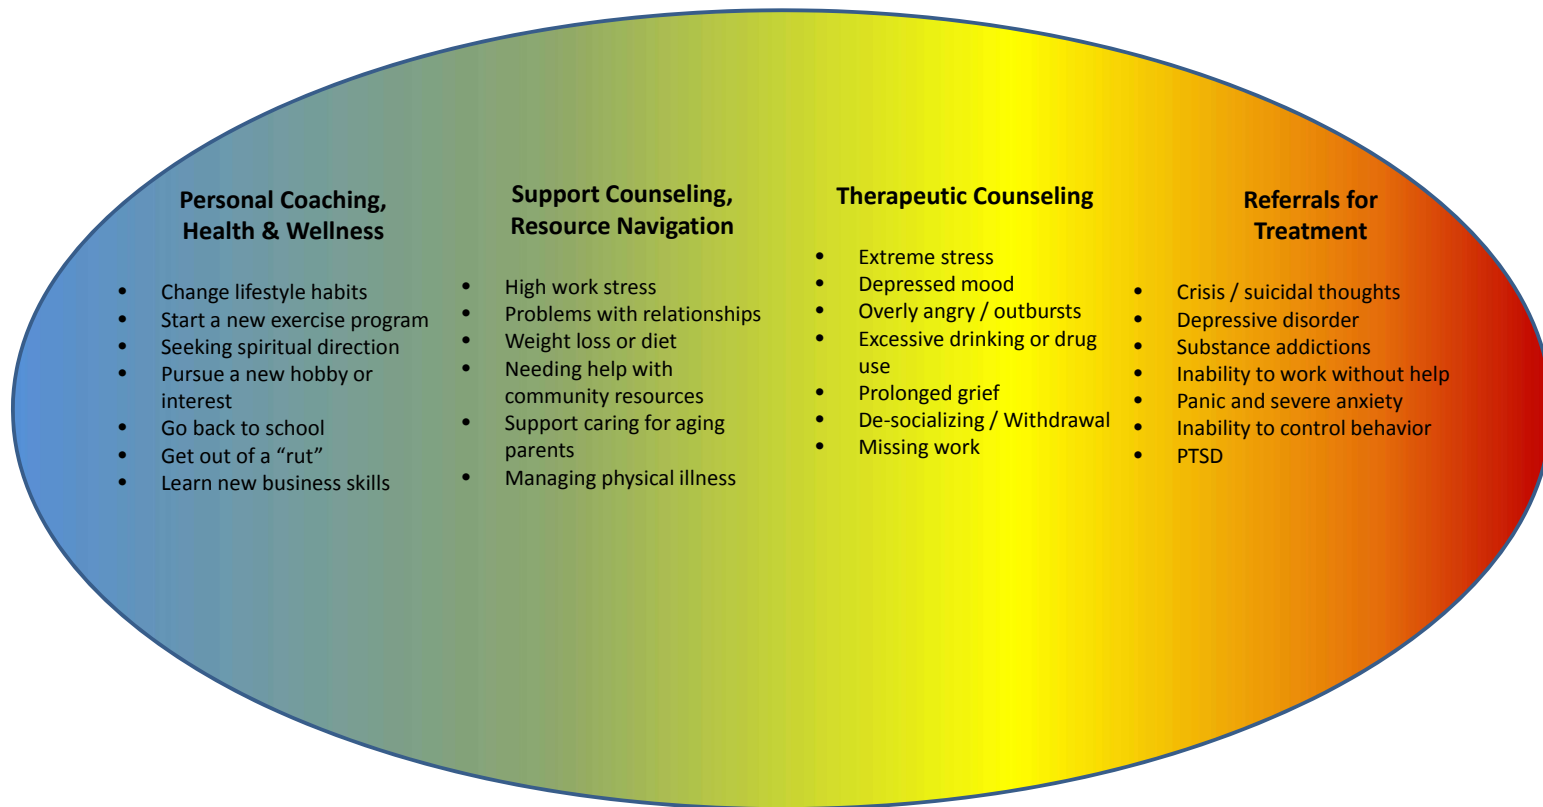 Personal Coaching,
Health & Wellness
• Change lifestyle habits
• Start a new exercise program
• Seeking spiritual direction
• Pursue a new hobby or
interest
• Go back to school
• Get out of a “rut”
• Learn new business skills
Support Counseling,
Resource Navigation
• High work stress
• Problems with relationships
• Weight loss or diet
• Needing help with
community resources
• Support caring for aging
parents
• Managing physical illness
Therapeutic Counseling
• Extreme stress
• Depressed mood
• Overly angry / outbursts
• Excessive drinking or drug
use
• Prolonged grief
• De-socializing / Withdrawal
• Missing work
Referrals for
Treatment
• Crisis / suicidal thoughts
• Depressive disorder
• Substance addictions
• Inability to work without help
• Panic and severe anxiety
• Inability to control behavior
• PTSD